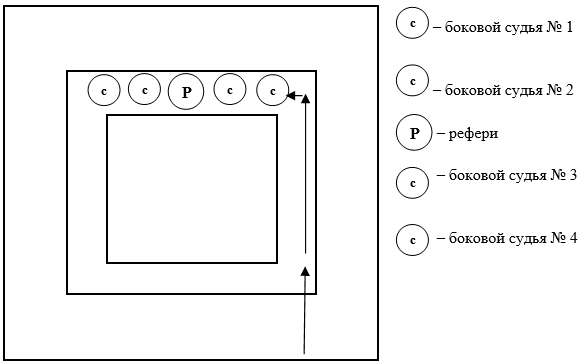 с с Р с с
с – боковой судья № 1
с – боковой судья № 2
Р – рефери
с – боковой судья № 3
с – боковой судья № 4